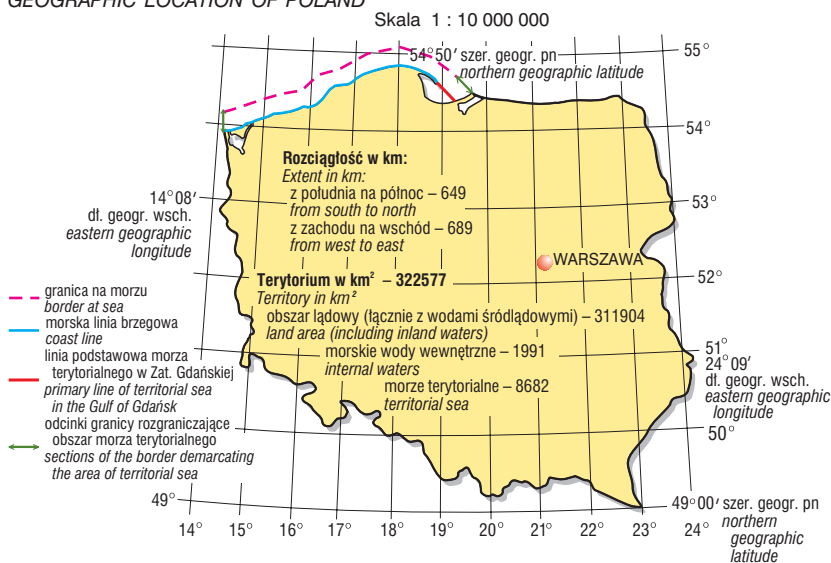 GEOGRAPHIC LOCATION OF POLAND
Skala 1 : 10 000 000
54°50′ szer. geogr. pn
northern geographic latitude
55°
54°
53°
52°
51°
50°
Rozciągłość w km:
Extent in km:
z południa na północ – 649
from south to north
z zachodu na wschód – 689
from west to east
WARSZAWA
Terytorium w km² – 322577
Territory in km²
obszar lądowy (łącznie z wodami śródlądowymi) – 311904
land area (including inland waters)
morskie wody wewnętrzne – 1991
internal waters
morze terytorialne – 8682
territorial sea
14°08′
dł. geogr. wsch.
eastern geographic
longitude
granica na morzu
border at sea
morska linia brzegowa
coast line
linia podstawowa morza
terytorialnego w Zat. Gdańskiej
primary line of territorial sea
in the Gulf of Gdańsk
odcinki granicy rozgraniczające
obszar morza terytorialnego
sections of the border demarcating
the area of territorial sea
24°09′
dł. geogr. wsch.
eastern geographic
longitude
49°
49°00′ szer. geogr. pn
northern
geographic
latitude
14° 15° 16° 17° 18° 19° 20° 21° 22° 23° 24°